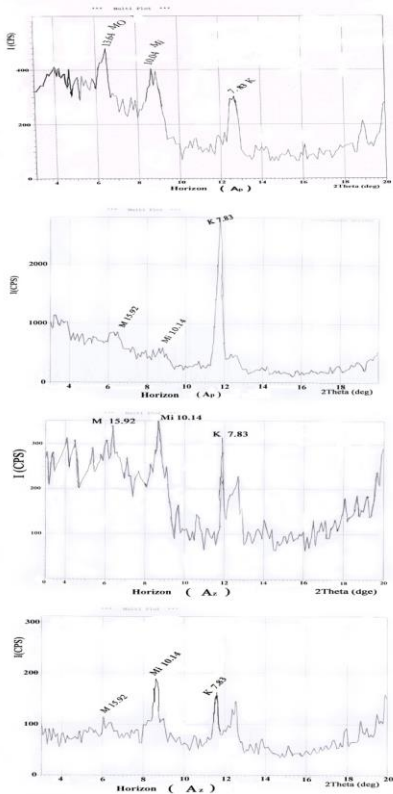 *** Multi Plot ***
I (CPS)
13.64 MO
10.04 Mi
7.43 K
400
200
0
4 6 8 10 12 14 16 18 20
Horizon ( Ap ) 2Theta (deg)
*** Multi Plot ***
I(CPS)
K 7.83
M 15.92
Mi 10.14
2000
1000
0
4 6 8 10 12 14 16 18
Horizon ( Ap ) 2Theta (deg)
I (CPS)
M 15.92
Mi 10.14
K 7.83
300
200
100
0
3 4 6 8 10 12 14 16 18 20
Horizon ( Az ) 2Theta (dge)
*** Multi Plot ***
I(CPS)
M 15.92
Mi 10.14
K 7.83
300
200
100
0
4 6 8 10 12 14 16 18 20
Horizon ( Az ) 2Theta (deg)